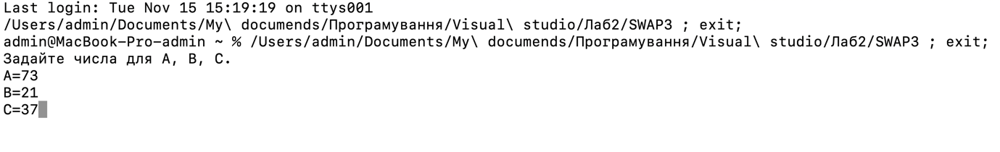 Last login: Tue Nov 15 15:19:19 on ttys001
/Users/admin/Documents/My\ documends/Програмування/Visual\ studio/Лаб2/SWAP3 ; exit;
admin@MacBook-Pro-admin ~ % /Users/admin/Documents/My\ documends/Програмування/Visual\ studio/Лаб2/SWAP3 ; exit;
Задайте числа для A, B, C.
A=73
B=21
C=37